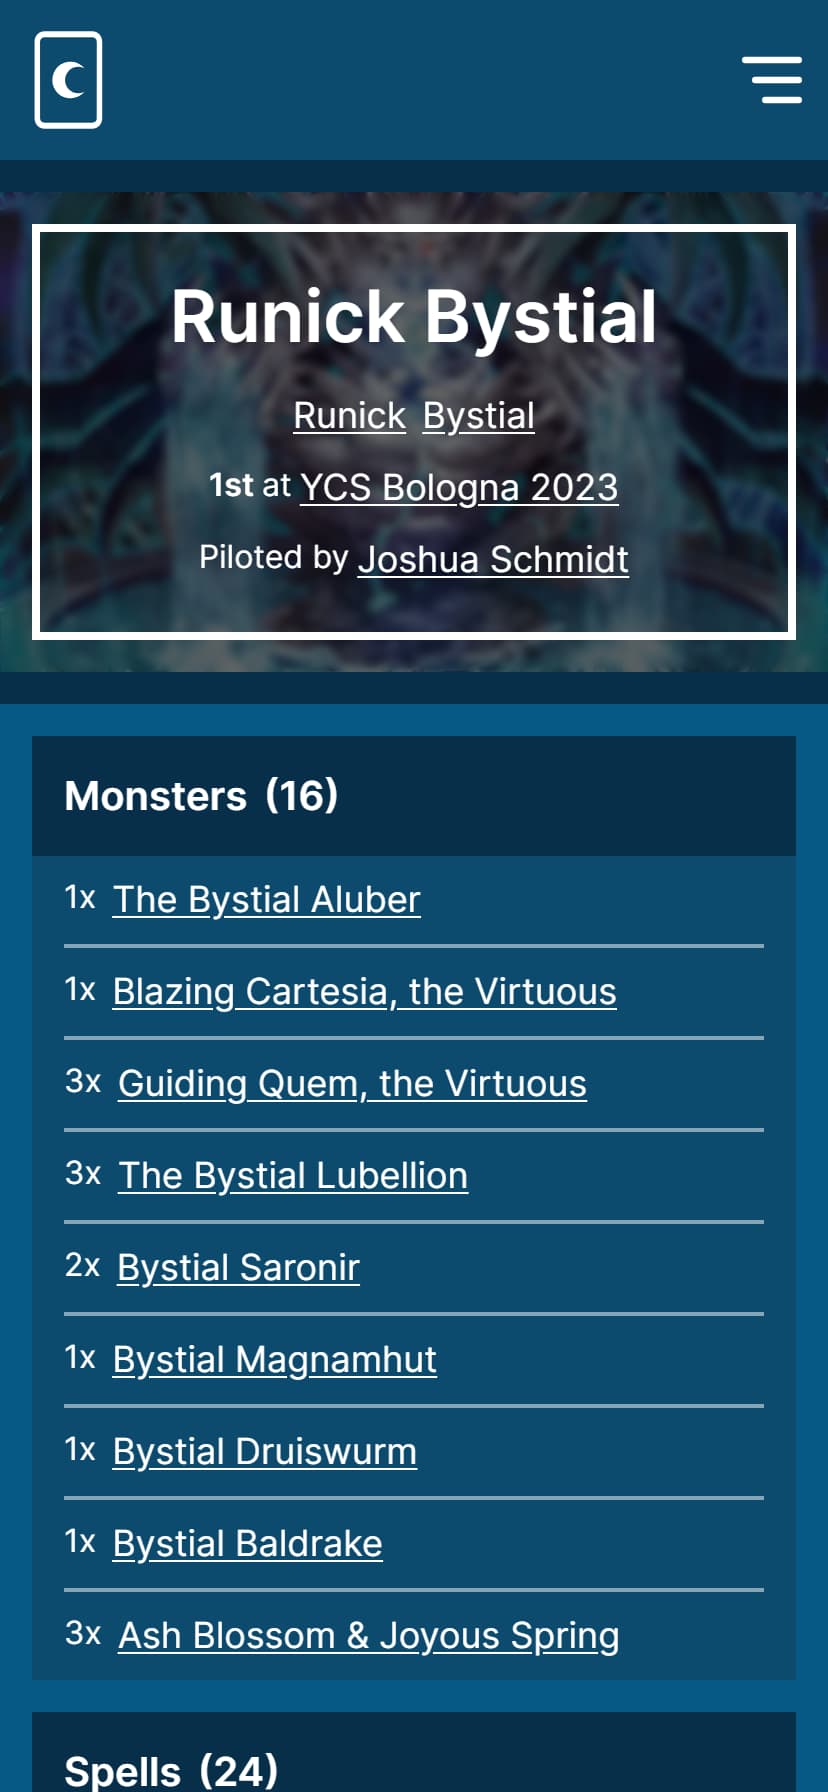 Runick Bystial
Runick Bystial
1st at YCS Bologna 2023
Piloted by Joshua Schmidt
Monsters (16)
1x The Bystial Aluber
1x Blazing Cartesia, the Virtuous
3x Guiding Quem, the Virtuous
3x The Bystial Lubellion
2x Bystial Saronir
1x Bystial Magnamhut
1x Bystial Druiswurm
1x Bystial Baldrake
3x Ash Blossom & Joyous Spring
Spells (24)